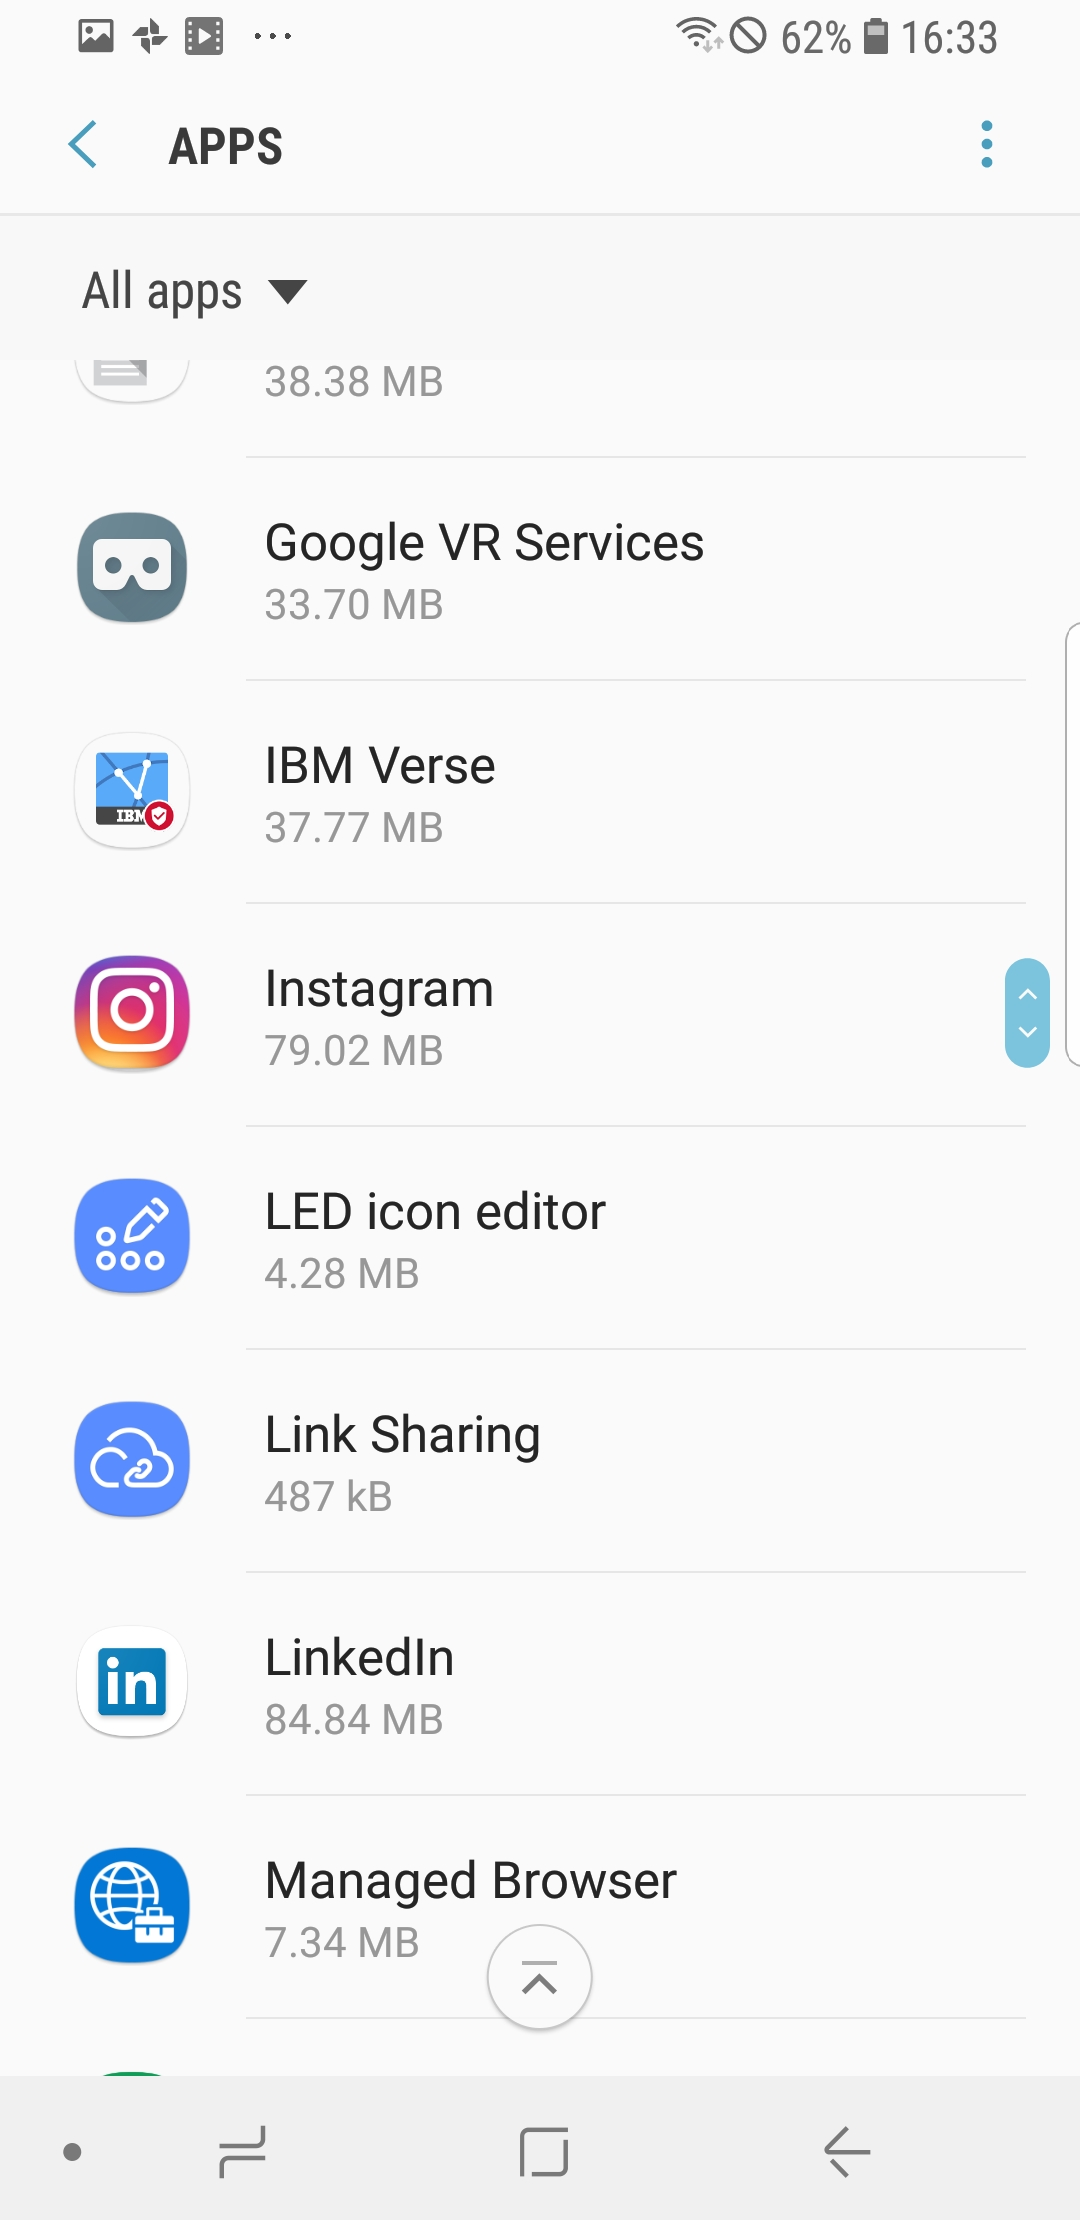 62% 16:33
APPS
All apps
38.38 MB
Google VR Services
33.70 MB
IBM Verse
37.77 MB
IBM
Instagram
79.02 MB
LED icon editor
4.28 MB
Link Sharing
487 kB
LinkedIn
84.84 MB
in
Managed Browser
7.34 MB